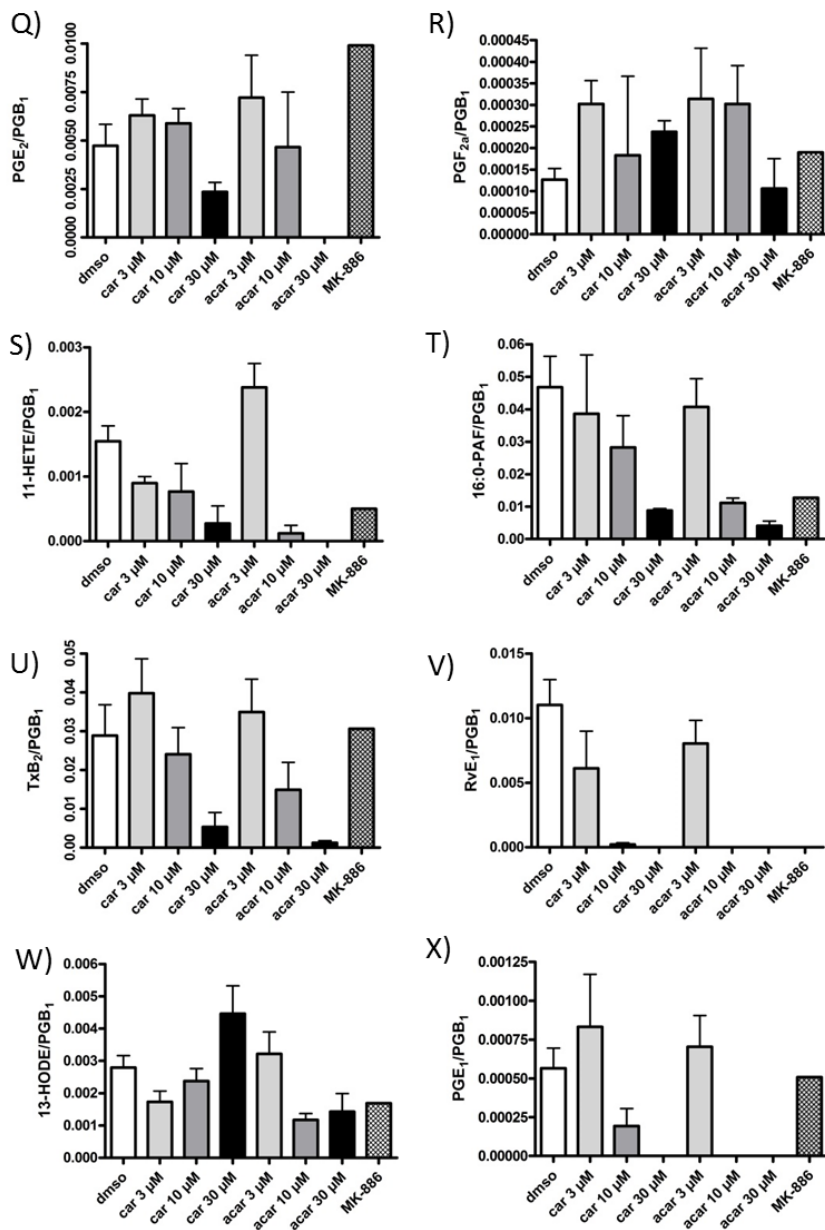 Q)
PGE2/PGB1
0.0100
0.0075
0.0050
0.0025
0.0000
dmso
car 3 µM
car 10 µM
car 30 µM
acar 3 µM
acar 10 µM
acar 30 µM
MK-886
R)
PGF2a/PGB1
0.00045
0.00040
0.00035
0.00030
0.00025
0.00020
0.00015
0.00010
0.00005
0.00000
dmso
car 3 µM
car 10 µM
car 30 µM
acar 3 µM
acar 10 µM
acar 30 µM
MK-886
S)
11-HETE/PGB1
0.003
0.002
0.001
0.000
dmso
car 3 µM
car 10 µM
car 30 µM
acar 3 µM
acar 10 µM
acar 30 µM
MK-886
T)
16:0-PAF/PGB1
0.06
0.05
0.04
0.03
0.02
0.01
0.00
dmso
car 3 µM
car 10 µM
car 30 µM
acar 3 µM
acar 10 µM
acar 30 µM
MK-886
U)
TxB2/PGB1
0.05
0.04
0.03
0.02
0.01
0.00
dmso
car 3 µM
car 10 µM
car 30 µM
acar 3 µM
acar 10 µM
acar 30 µM
MK-886
V)
RvE1/PGB1
0.015
0.010
0.005
0.000
dmso
car 3 µM
car 10 µM
car 30 µM
acar 3 µM
acar 10 µM
acar 30 µM
MK-886
W)
13-HODE/PGB1
0.006
0.005
0.004
0.003
0.002
0.001
0.000
dmso
car 3 µM
car 10 µM
car 30 µM
acar 3 µM
acar 10 µM
acar 30 µM
MK-886
X)
PGE1/PGB1
0.00125
0.00100
0.00075
0.00050
0.00025
0.00000
dmso
car 3 µM
car 10 µM
car 30 µM
acar 3 µM
acar 10 µM
acar 30 µM
MK-886